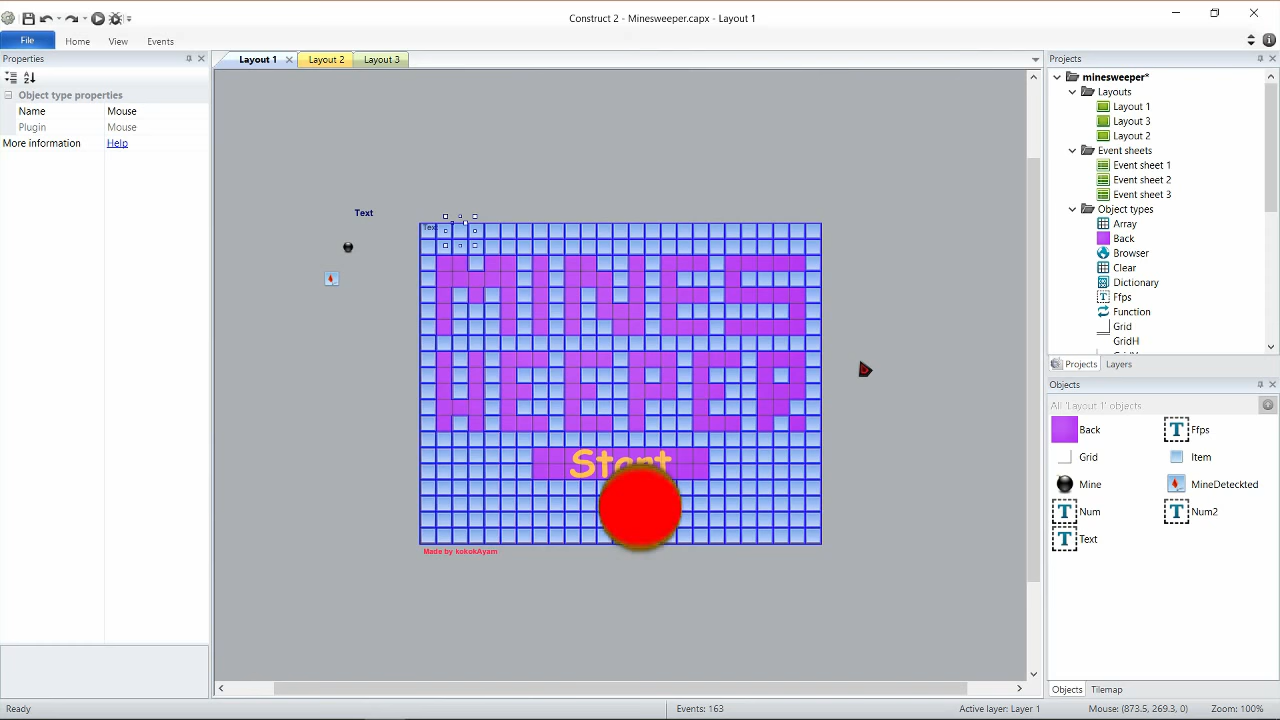 Construct 2 - Minesweeper.capx - Layout 1
File
Home
View
Events
Properties
Object type properties
Name
Mouse
Plugin
Mouse
More information
Help
Layout 1
Layout 2
Layout 3
Text
Text
MINES
WEEPER
Start
Made by kokokAyam
Projects
minesweeper*
Layouts
Layout 1
Layout 3
Layout 2
Event sheets
Event sheet 1
Event sheet 2
Event sheet 3
Object types
Array
Back
Browser
Clear
Dictionary
Ffps
Function
Grid
GridH
Projects
Layers
Objects
All 'Layout 1' objects
Back
Ffps
Grid
Item
Mine
MineDeteckted
Num
Num2
Text
Objects
Tilemap
Ready
Events: 163
Active layer: Layer 1
Mouse: (873.5, 269.3, 0)
Zoom: 100%